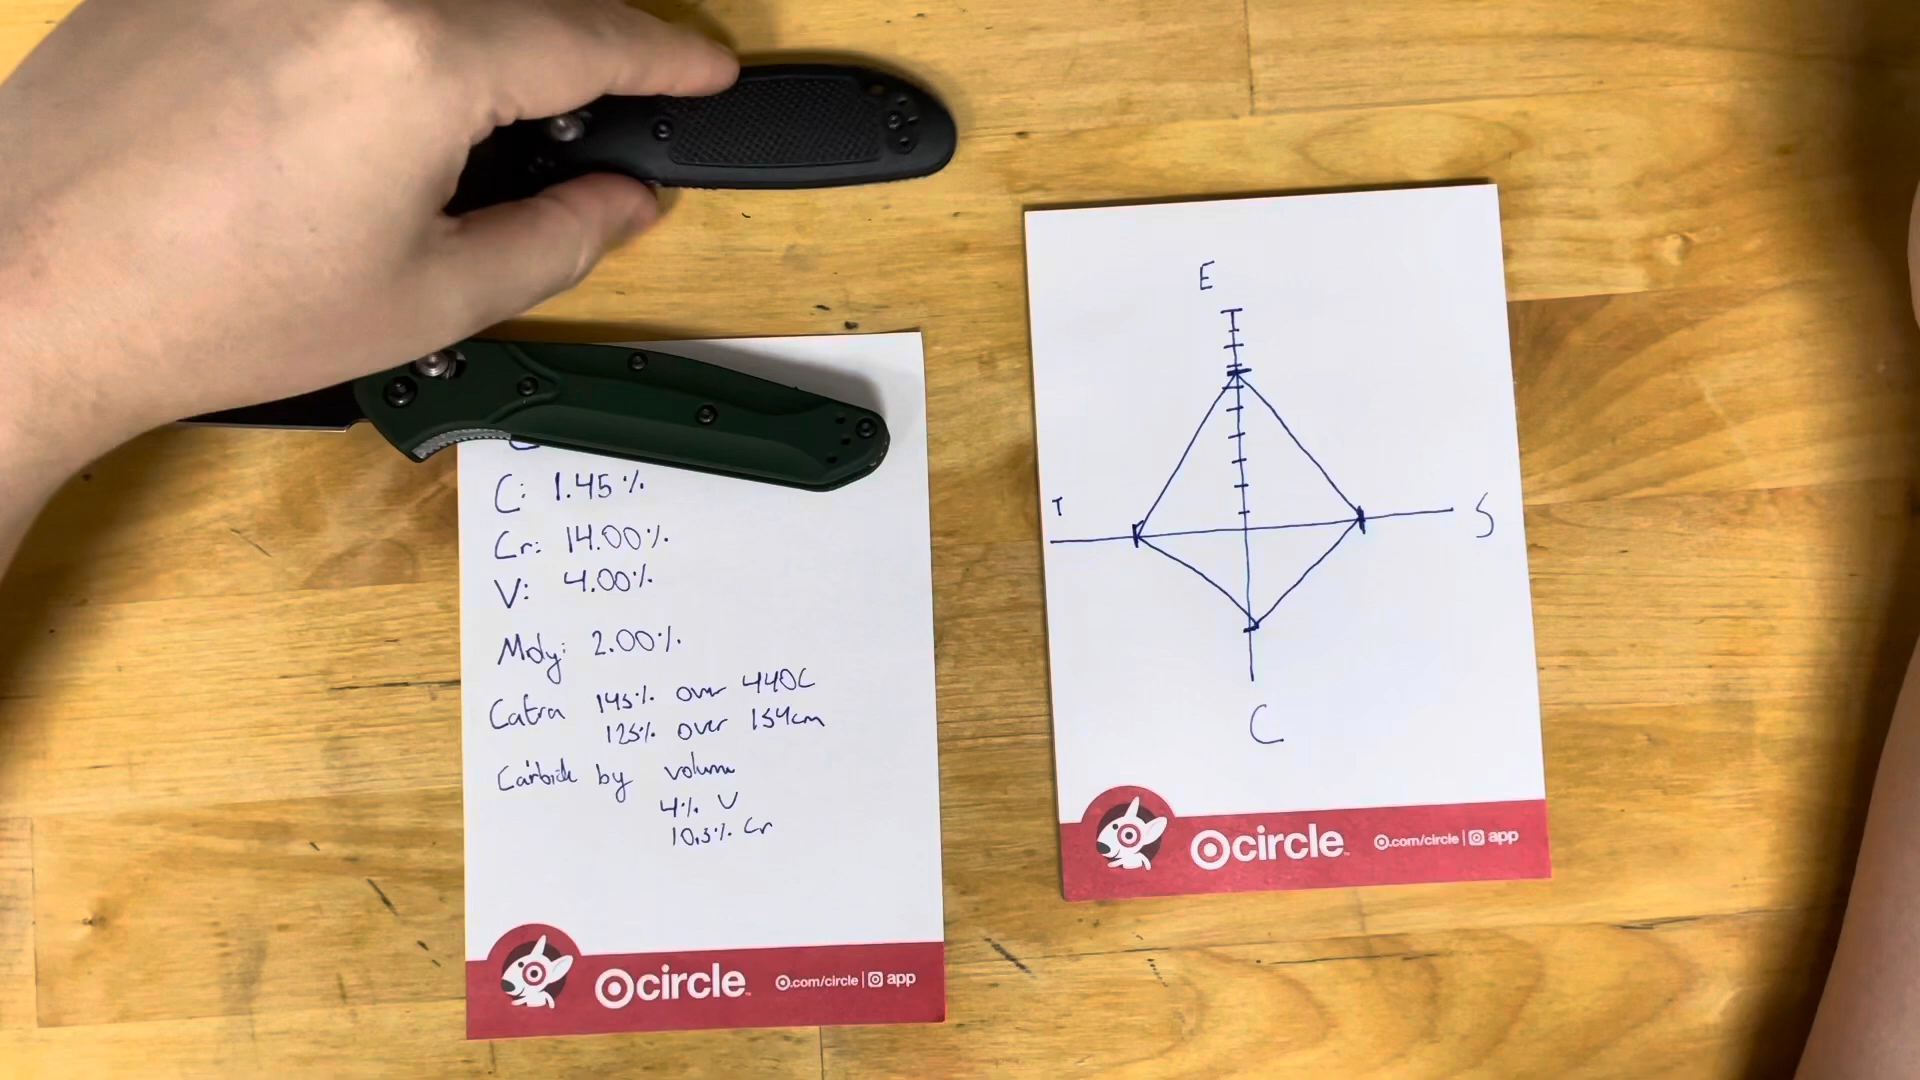 C: 1.45%
Cr: 14.00%
V: 4.00%
Moly: 2.00%
Catra 145% over 440C
125% over 154cm
Carbide by volume
4% V
10.5% Cr
circle
.com/circle | app
E
T
S
C
circle
.com/circle | app